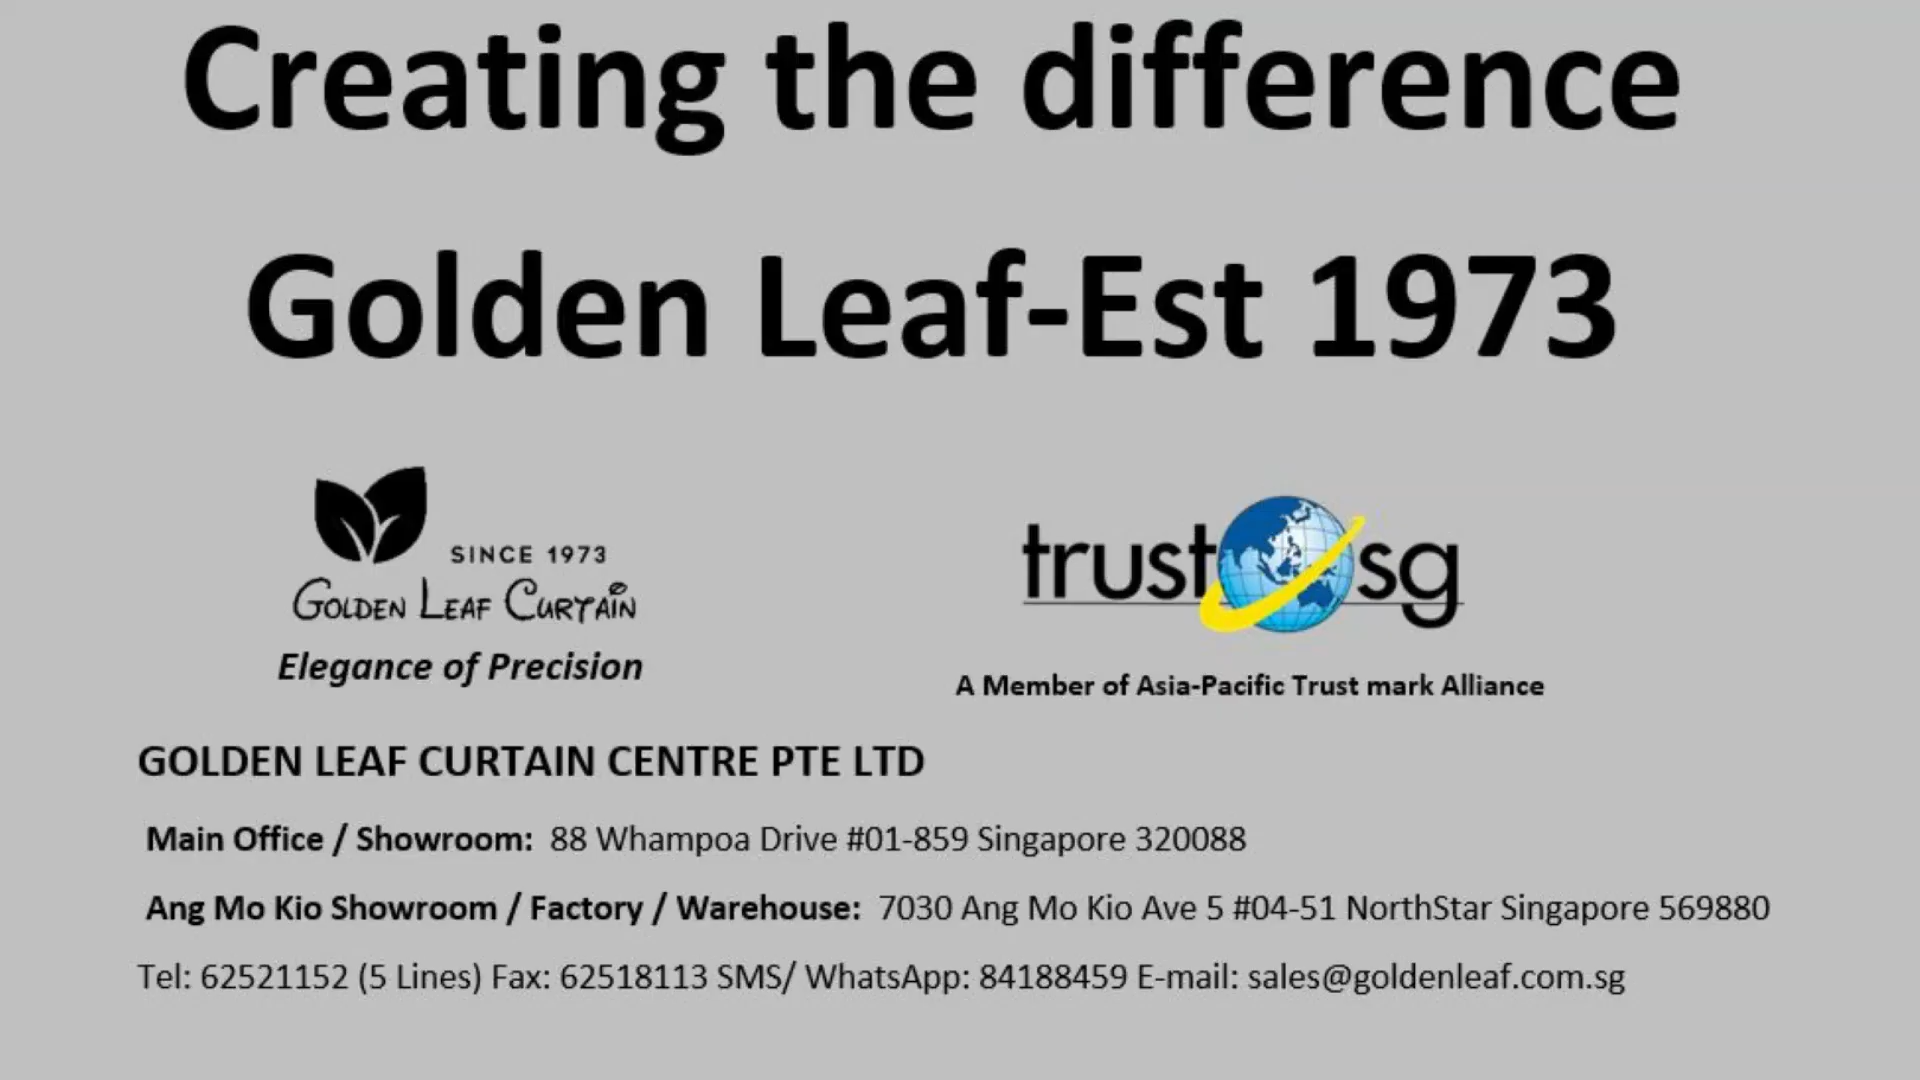 Creating the difference
Golden Leaf-Est 1973
SINCE 1973
GOLDEN LEAF CURTAIN
Elegance of Precision
trust sg
A Member of Asia-Pacific Trust mark Alliance
GOLDEN LEAF CURTAIN CENTRE PTE LTD
Main Office / Showroom: 88 Whampoa Drive #01-859 Singapore 320088
Ang Mo Kio Showroom / Factory / Warehouse: 7030 Ang Mo Kio Ave 5 #04-51 NorthStar Singapore 569880
Tel: 62521152 (5 Lines) Fax: 62518113 SMS/ WhatsApp: 84188459 E-mail: sales@goldenleaf.com.sg